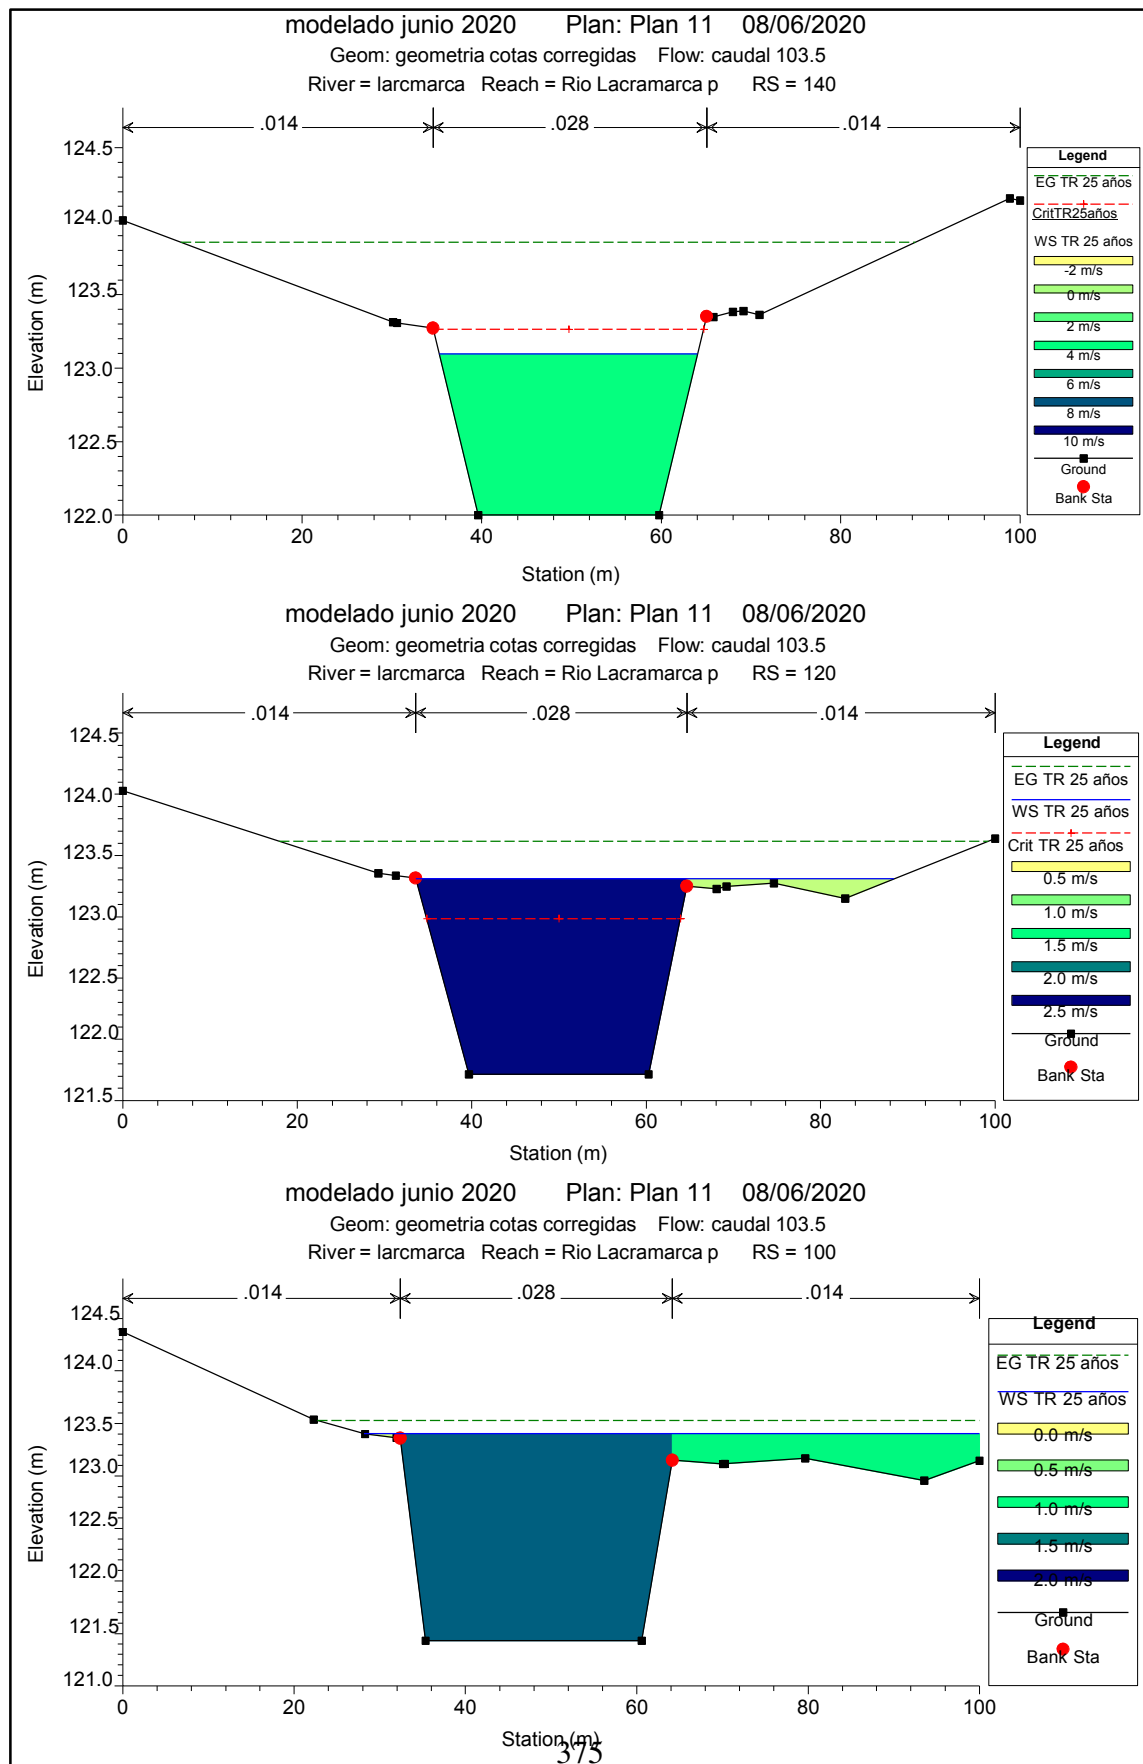 modelado junio 2020 Plan: Plan 11 08/06/2020
Geom: geometria cotas corregidas Flow: caudal 103.5
River = larcmarca Reach = Rio Lacramarca p RS = 140
.014 .028 .014
124.5
124.0
123.5
123.0
122.5
122.0
Elevation (m)
0 20 40 60 80 100
Station (m)
Legend
EG TR 25 años
CritTR25años
WS TR 25 años
-2 m/s
0 m/s
2 m/s
4 m/s
6 m/s
8 m/s
10 m/s
Ground
Bank Sta
modelado junio 2020 Plan: Plan 11 08/06/2020
Geom: geometria cotas corregidas Flow: caudal 103.5
River = larcmarca Reach = Rio Lacramarca p RS = 120
.014 .028 .014
124.5
124.0
123.5
123.0
122.5
122.0
121.5
Elevation (m)
0 20 40 60 80 100
Station (m)
Legend
EG TR 25 años
WS TR 25 años
Crit TR 25 años
0.5 m/s
1.0 m/s
1.5 m/s
2.0 m/s
2.5 m/s
Ground
Bank Sta
modelado junio 2020 Plan: Plan 11 08/06/2020
Geom: geometria cotas corregidas Flow: caudal 103.5
River = larcmarca Reach = Rio Lacramarca p RS = 100
.014 .028 .014
124.5
124.0
123.5
123.0
122.5
122.0
121.5
121.0
Elevation (m)
0 20 40 60 80 100
Station (m)
Legend
EG TR 25 años
WS TR 25 años
0.0 m/s
0.5 m/s
1.0 m/s
1.5 m/s
2.0 m/s
Ground
Bank Sta
375